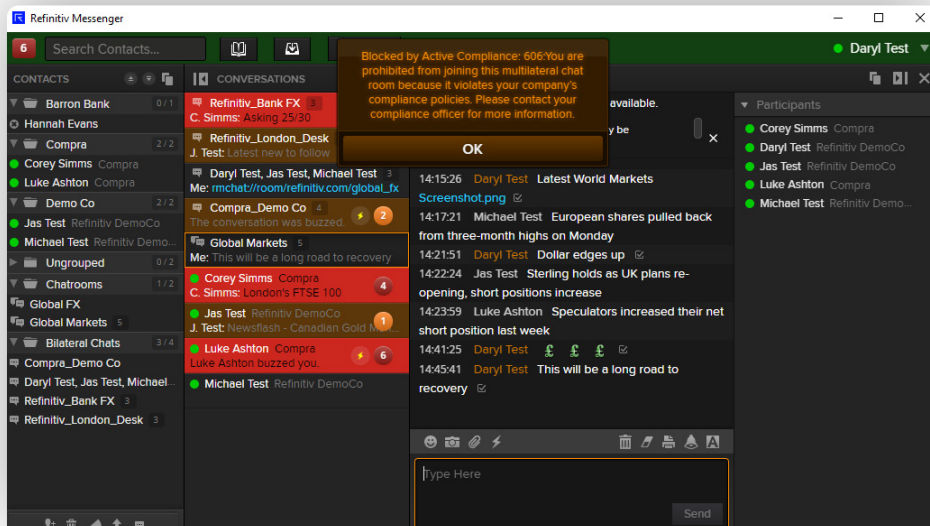 Refinitiv Messenger
6
Search Contacts...
Daryl Test
Blocked by Active Compliance: 606:You are
prohibited from joining this multilateral chat
room because it violates your company's
compliance policies. Please contact your
compliance officer for more information.
OK
CONTACTS
Barron Bank 0/1
Hannah Evans
Compra 2/2
Corey Simms Compra
Luke Ashton Compra
Demo Co 2/2
Jas Test Refinitiv DemoCo
Michael Test Refinitiv Demo...
Ungrouped 0/2
Chatrooms 1/2
Global FX
Global Markets 5
Bilateral Chats 3/4
Compra_Demo Co
Daryl Test, Jas Test, Michael...
Refinitiv_Bank FX 3
Refinitiv_London_Desk 3
CONVERSATIONS
Refinitiv_Bank FX 3
C. Simms: Asking 25/30
Refinitiv_London_Desk
J. Test: Latest new to follow
Daryl Test, Jas Test, Michael Test 3
Me: rmchat://room/refinitiv.com/global_fx
Compra_Demo Co 4
The conversation was buzzed.
2
Global Markets 5
Me: This will be a long road to recovery
Corey Simms Compra
C. Simms: London's FTSE 100
4
Jas Test Refinitiv DemoCo
J. Test: Newsflash - Canadian Gold
1
Luke Ashton Compra
Luke Ashton buzzed you.
6
Michael Test Refinitiv DemoCo
available.
y be
14:15:26 Daryl Test Latest World Markets
Screenshot.png
14:17:21 Michael Test European shares pulled back
from three-month highs on Monday
14:21:51 Daryl Test Dollar edges up
14:22:24 Jas Test Sterling holds as UK plans re-
opening, short positions increase
14:23:59 Luke Ashton Speculators increased their net
short position last week
14:41:25 Daryl Test £ £ £
14:45:41 Daryl Test This will be a long road to
recovery
Type Here
Send
Participants
Corey Simms Compra
Daryl Test Refinitiv DemoCo
Jas Test Refinitiv DemoCo
Luke Ashton Compra
Michael Test Refinitiv Demo...